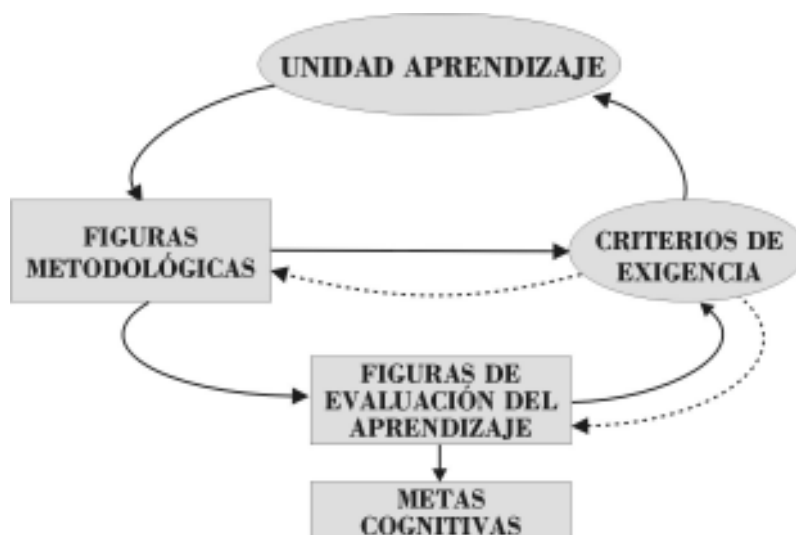 UNIDAD APRENDIZAJE
FIGURAS
METODOLÓGICAS
CRITERIOS DE
EXIGENCIA
FIGURAS DE
EVALUACIÓN DEL
APRENDIZAJE
METAS
COGNITIVAS